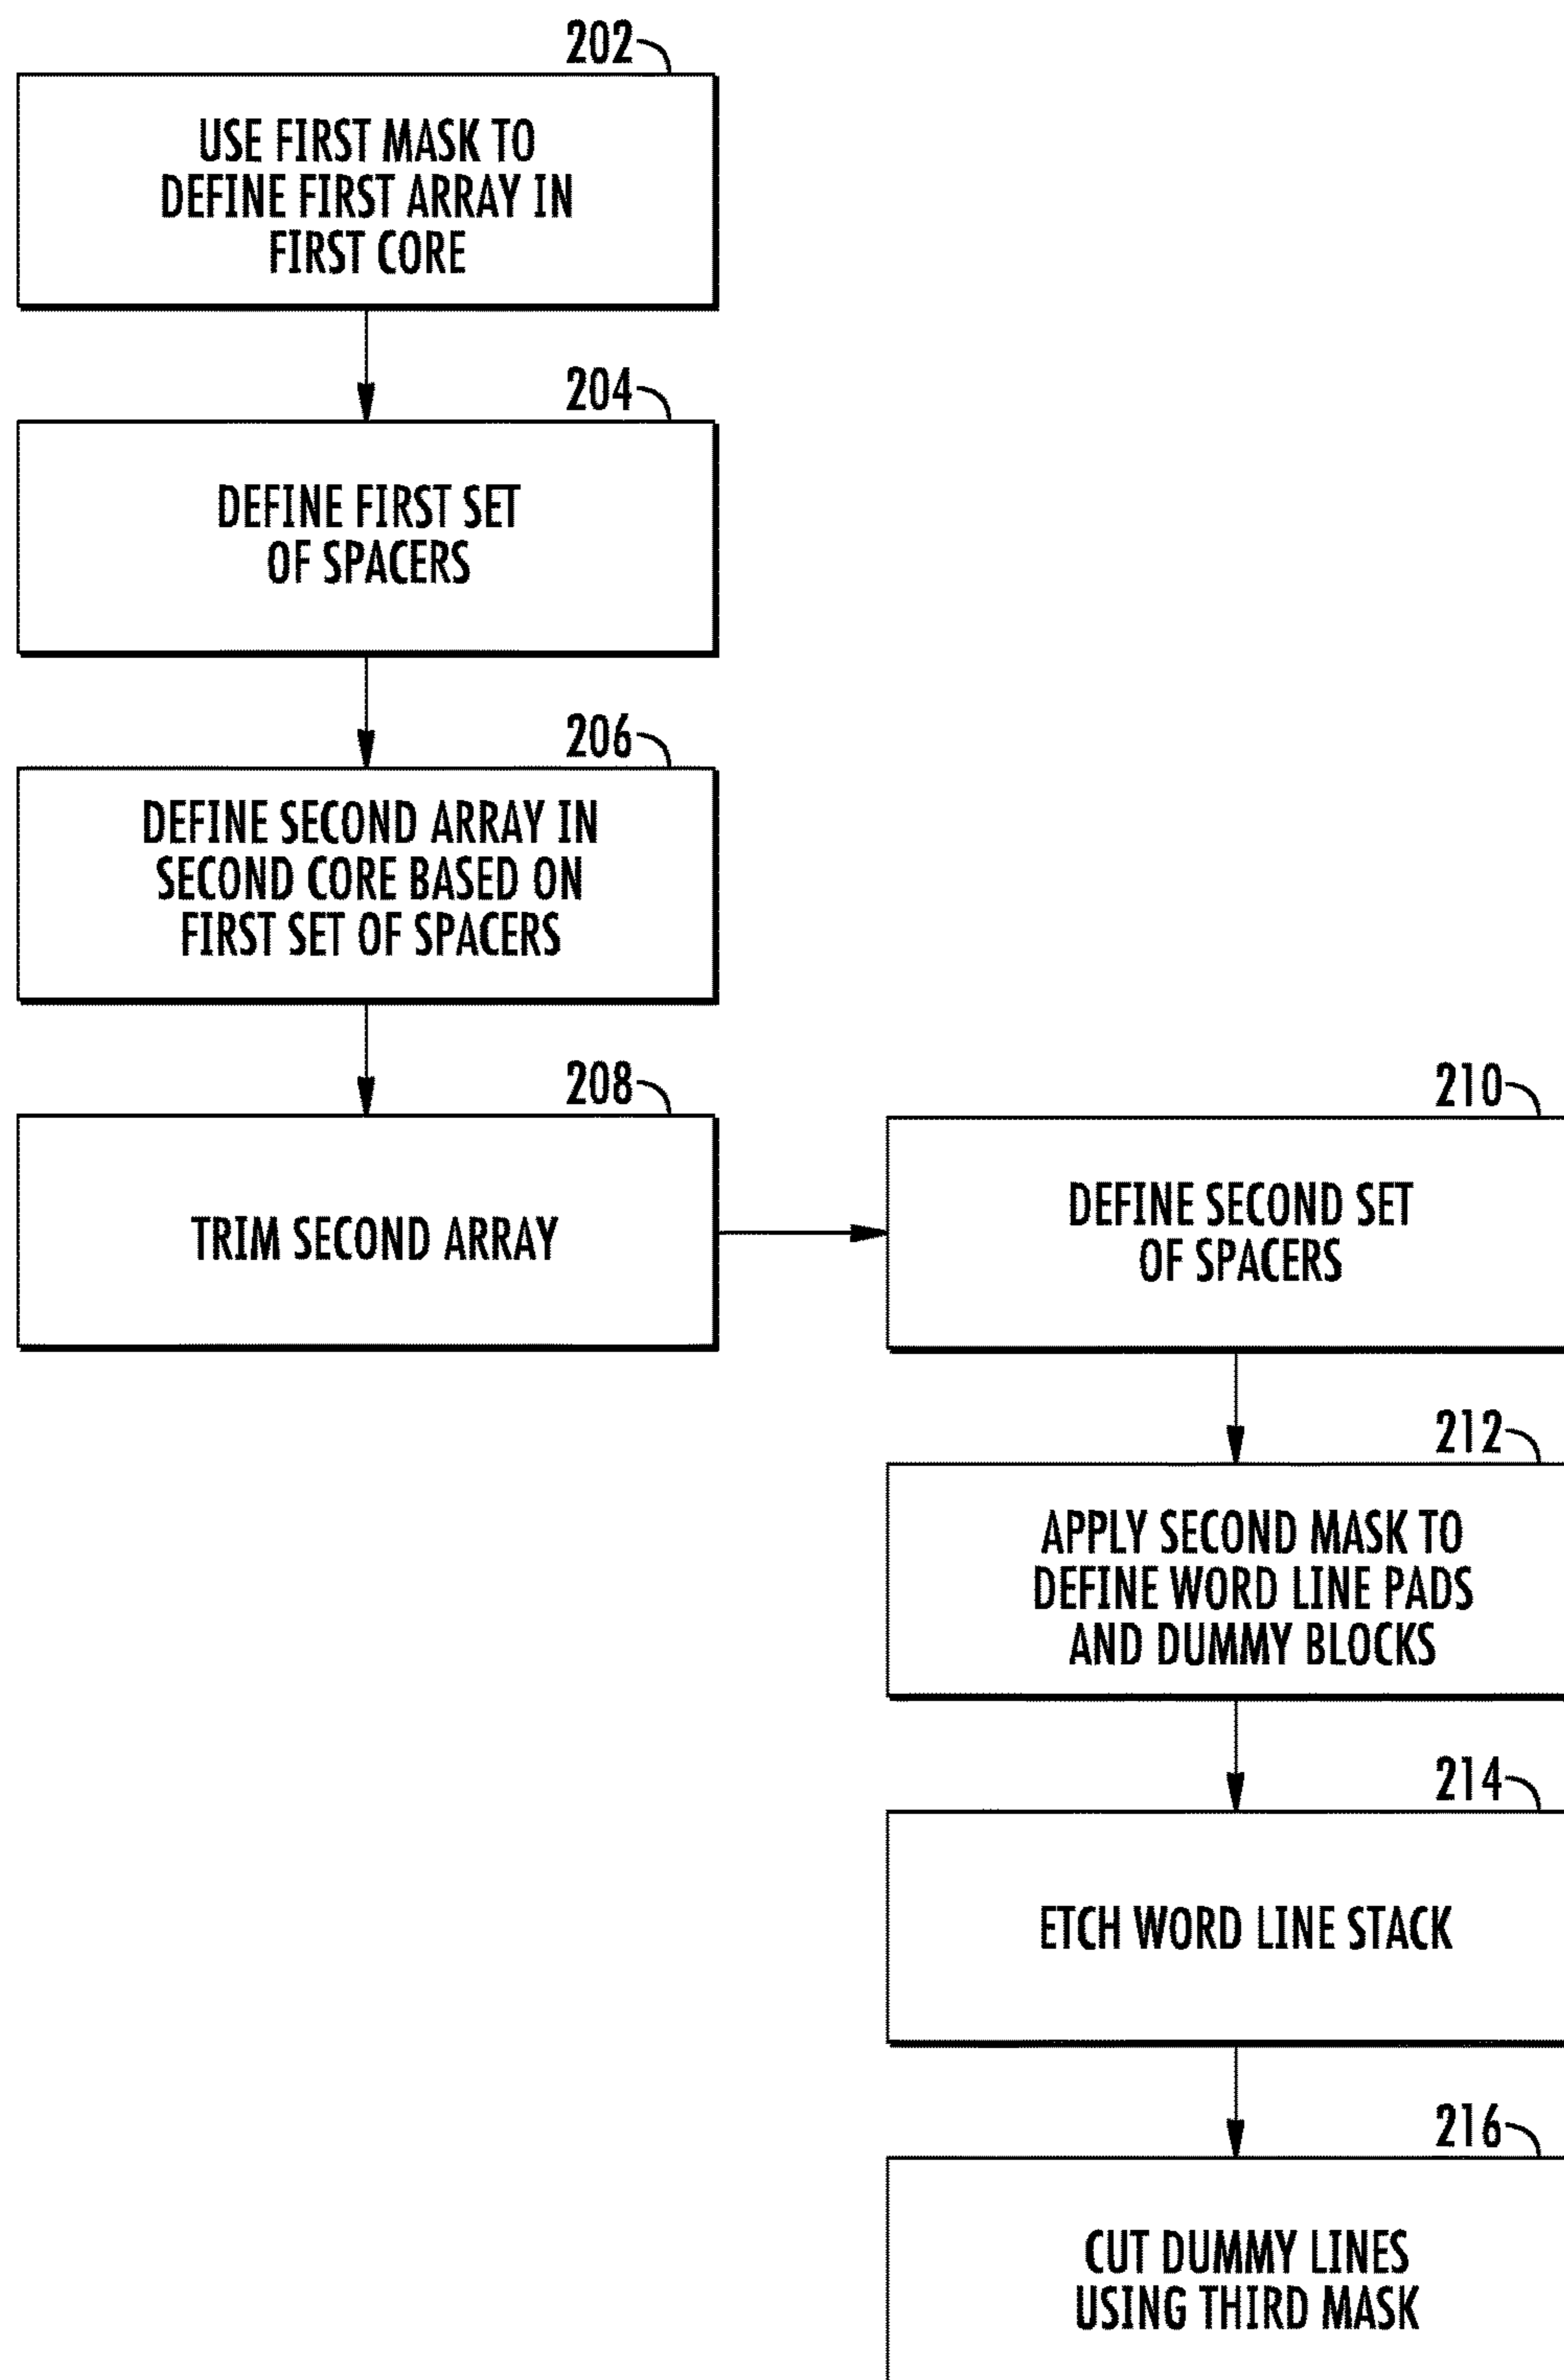 202
USE FIRST MASK TO
DEFINE FIRST ARRAY IN
FIRST CORE
204
DEFINE FIRST SET
OF SPACERS
206
DEFINE SECOND ARRAY IN
SECOND CORE BASED ON
FIRST SET OF SPACERS
208
TRIM SECOND ARRAY
210
DEFINE SECOND SET
OF SPACERS
212
APPLY SECOND MASK TO
DEFINE WORD LINE PADS
AND DUMMY BLOCKS
214
ETCH WORD LINE STACK
216
CUT DUMMY LINES
USING THIRD MASK